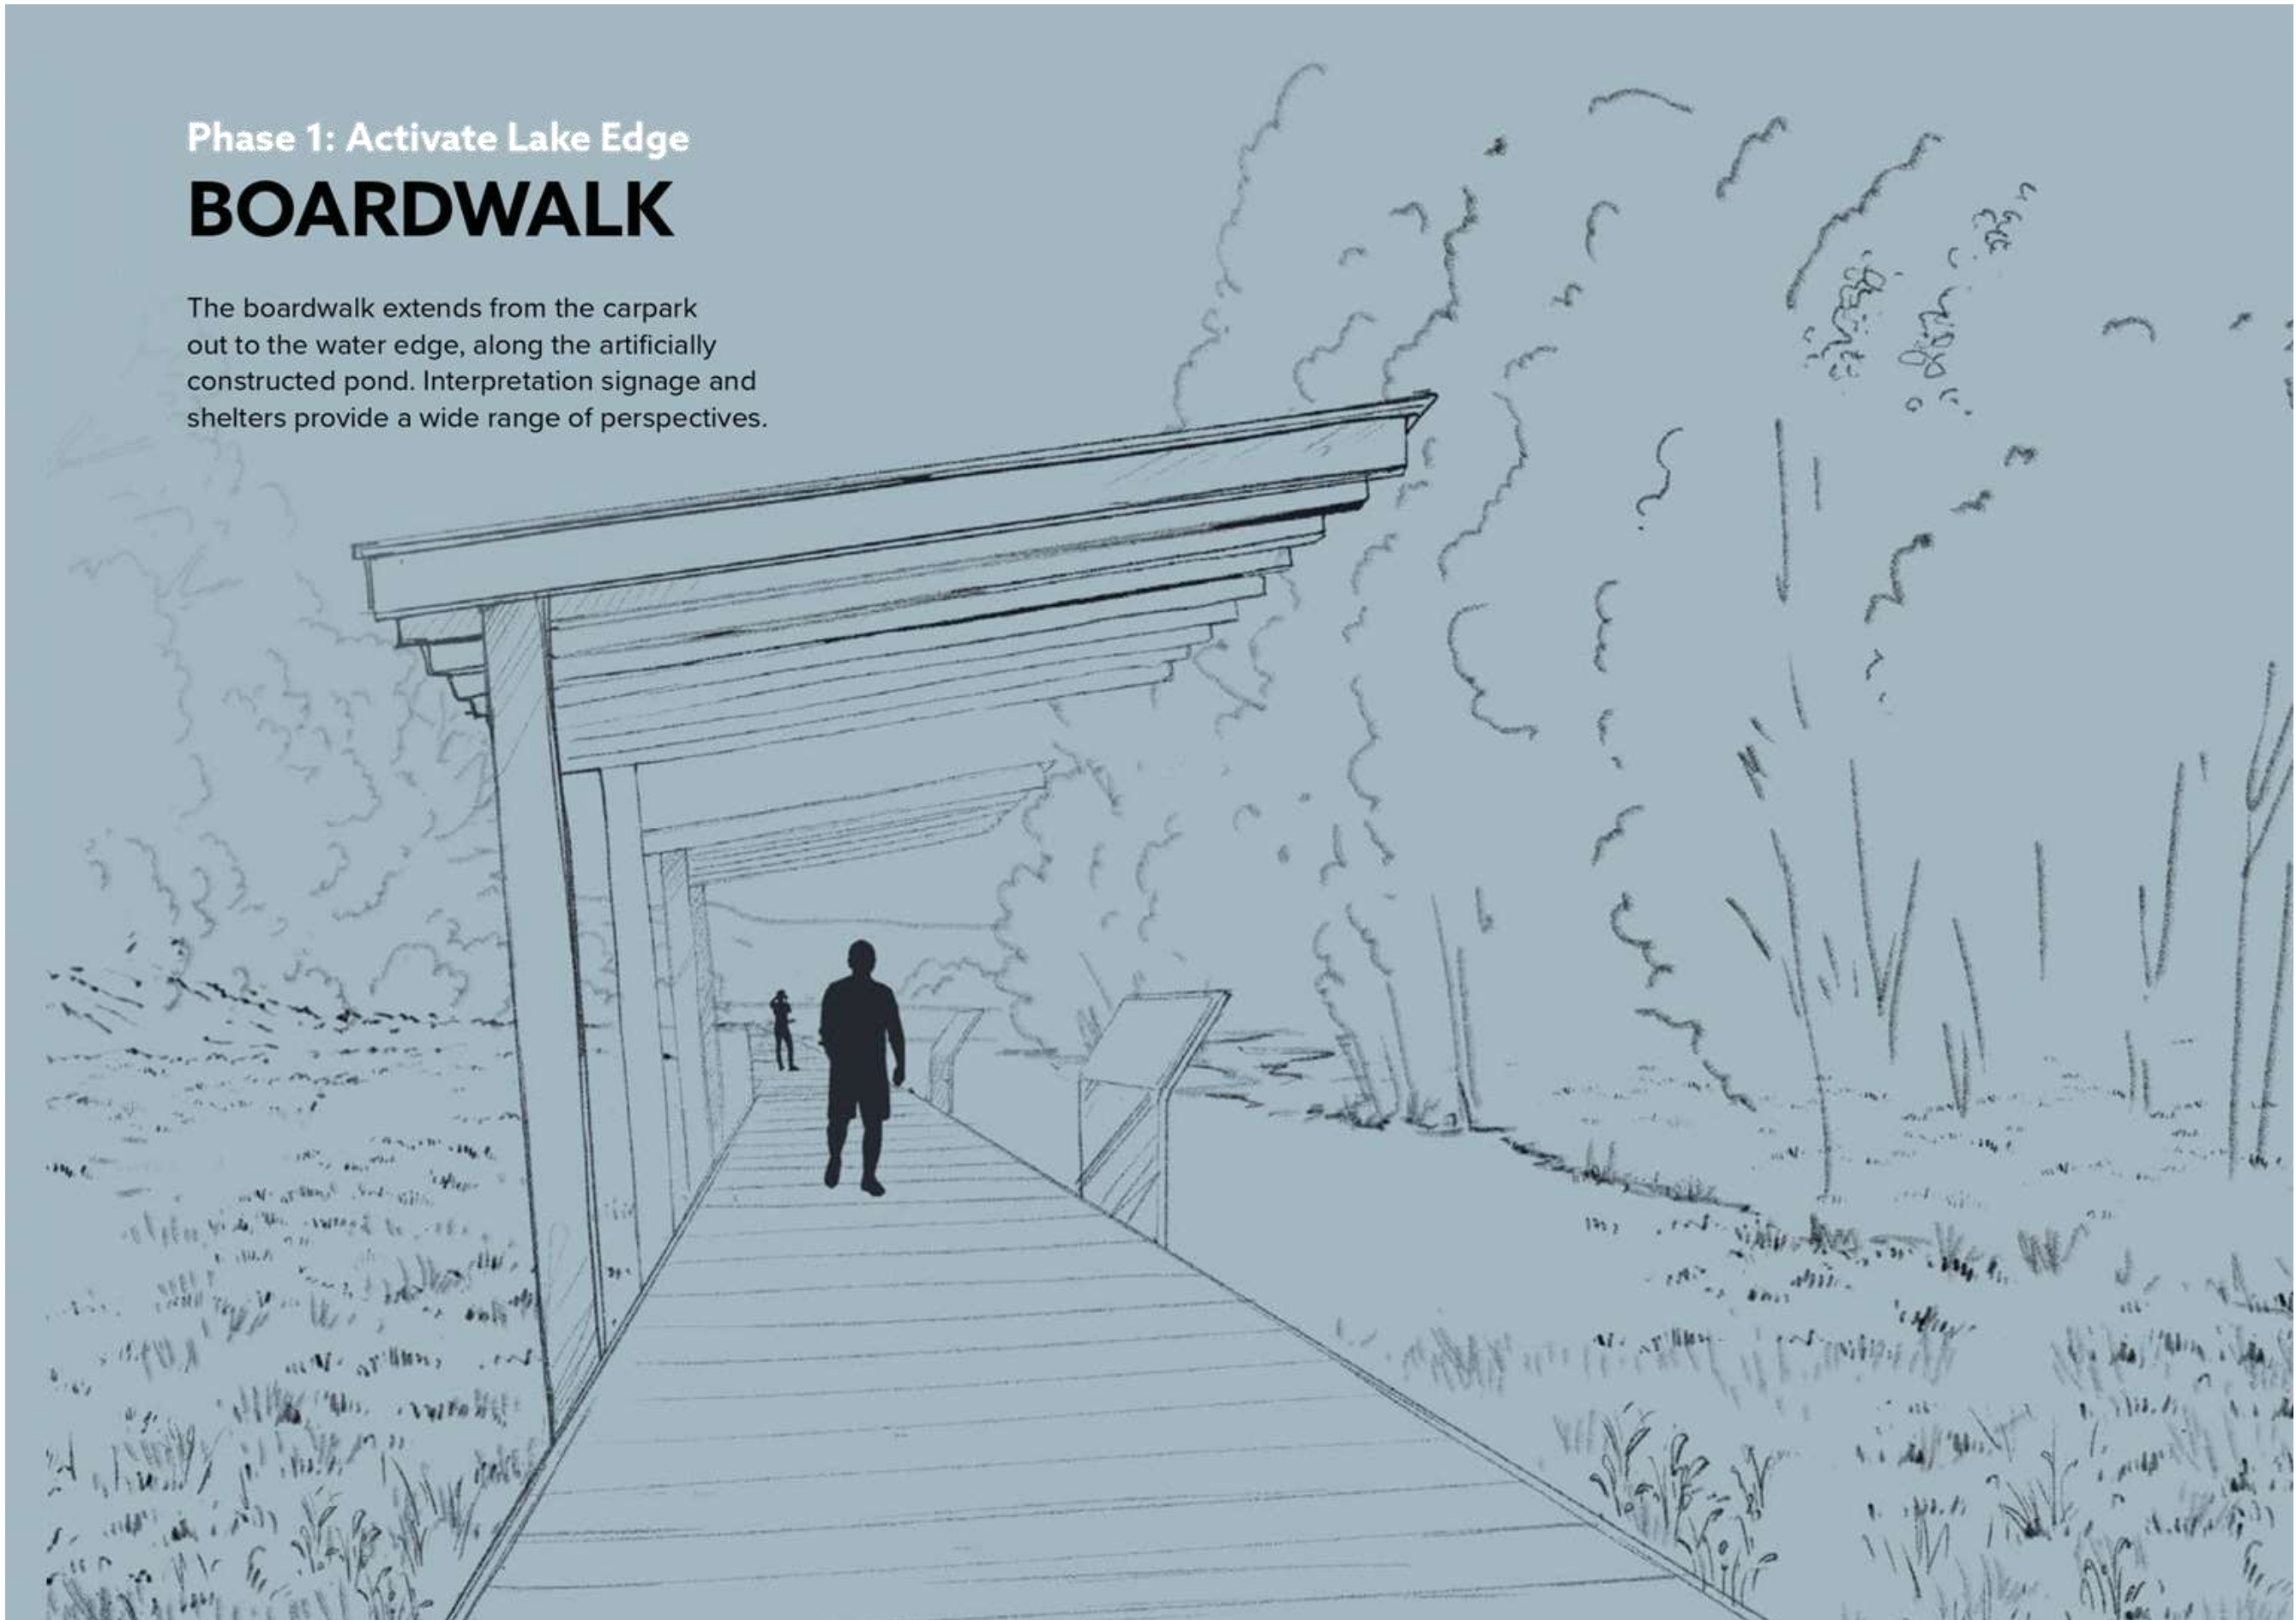 Phase 1: Activate Lake Edge
BOARDWALK
The boardwalk extends from the carpark
out to the water edge, along the artificially
constructed pond. Interpretation signage and
shelters provide a wide range of perspectives.